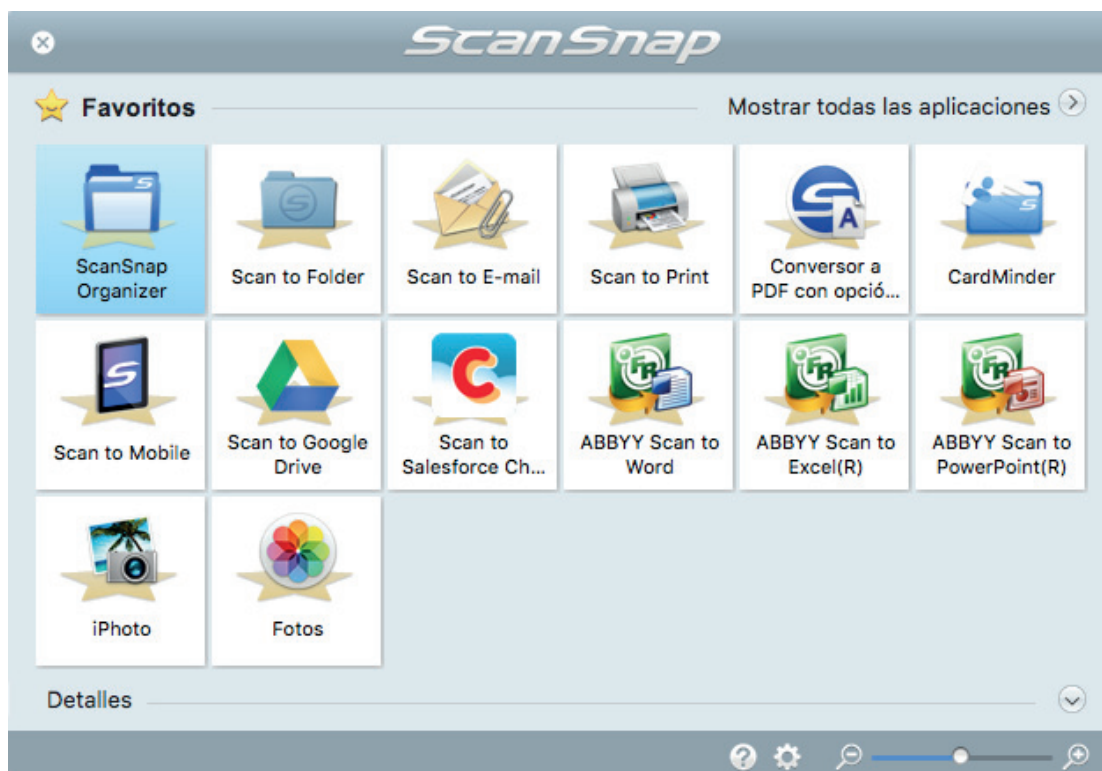 ScanSnap
Favoritos
Mostrar todas las aplicaciones
ScanSnap
Organizer
Scan to Folder
Scan to E-mail
Scan to Print
Conversor a
PDF con opció...
CardMinder
Scan to Mobile
Scan to Google
Drive
Scan to
Salesforce Ch...
ABBYY Scan to
Word
ABBYY Scan to
Excel(R)
ABBYY Scan to
PowerPoint(R)
iPhoto
Fotos
Detalles